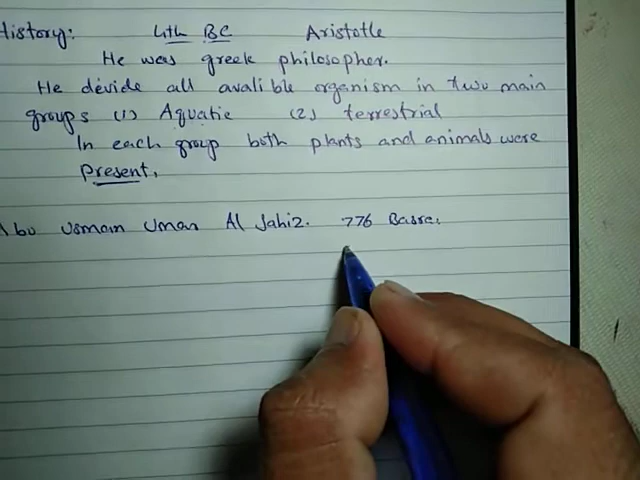 History: 4th BC Aristotle
He was greek philosopher.
He devide all avalible organism in two main
groups (1) Aquatic (2) terrestrial
In each group both plants and animals were
present.
Abu Usman Umar Al Jahiz. 776 Basra.